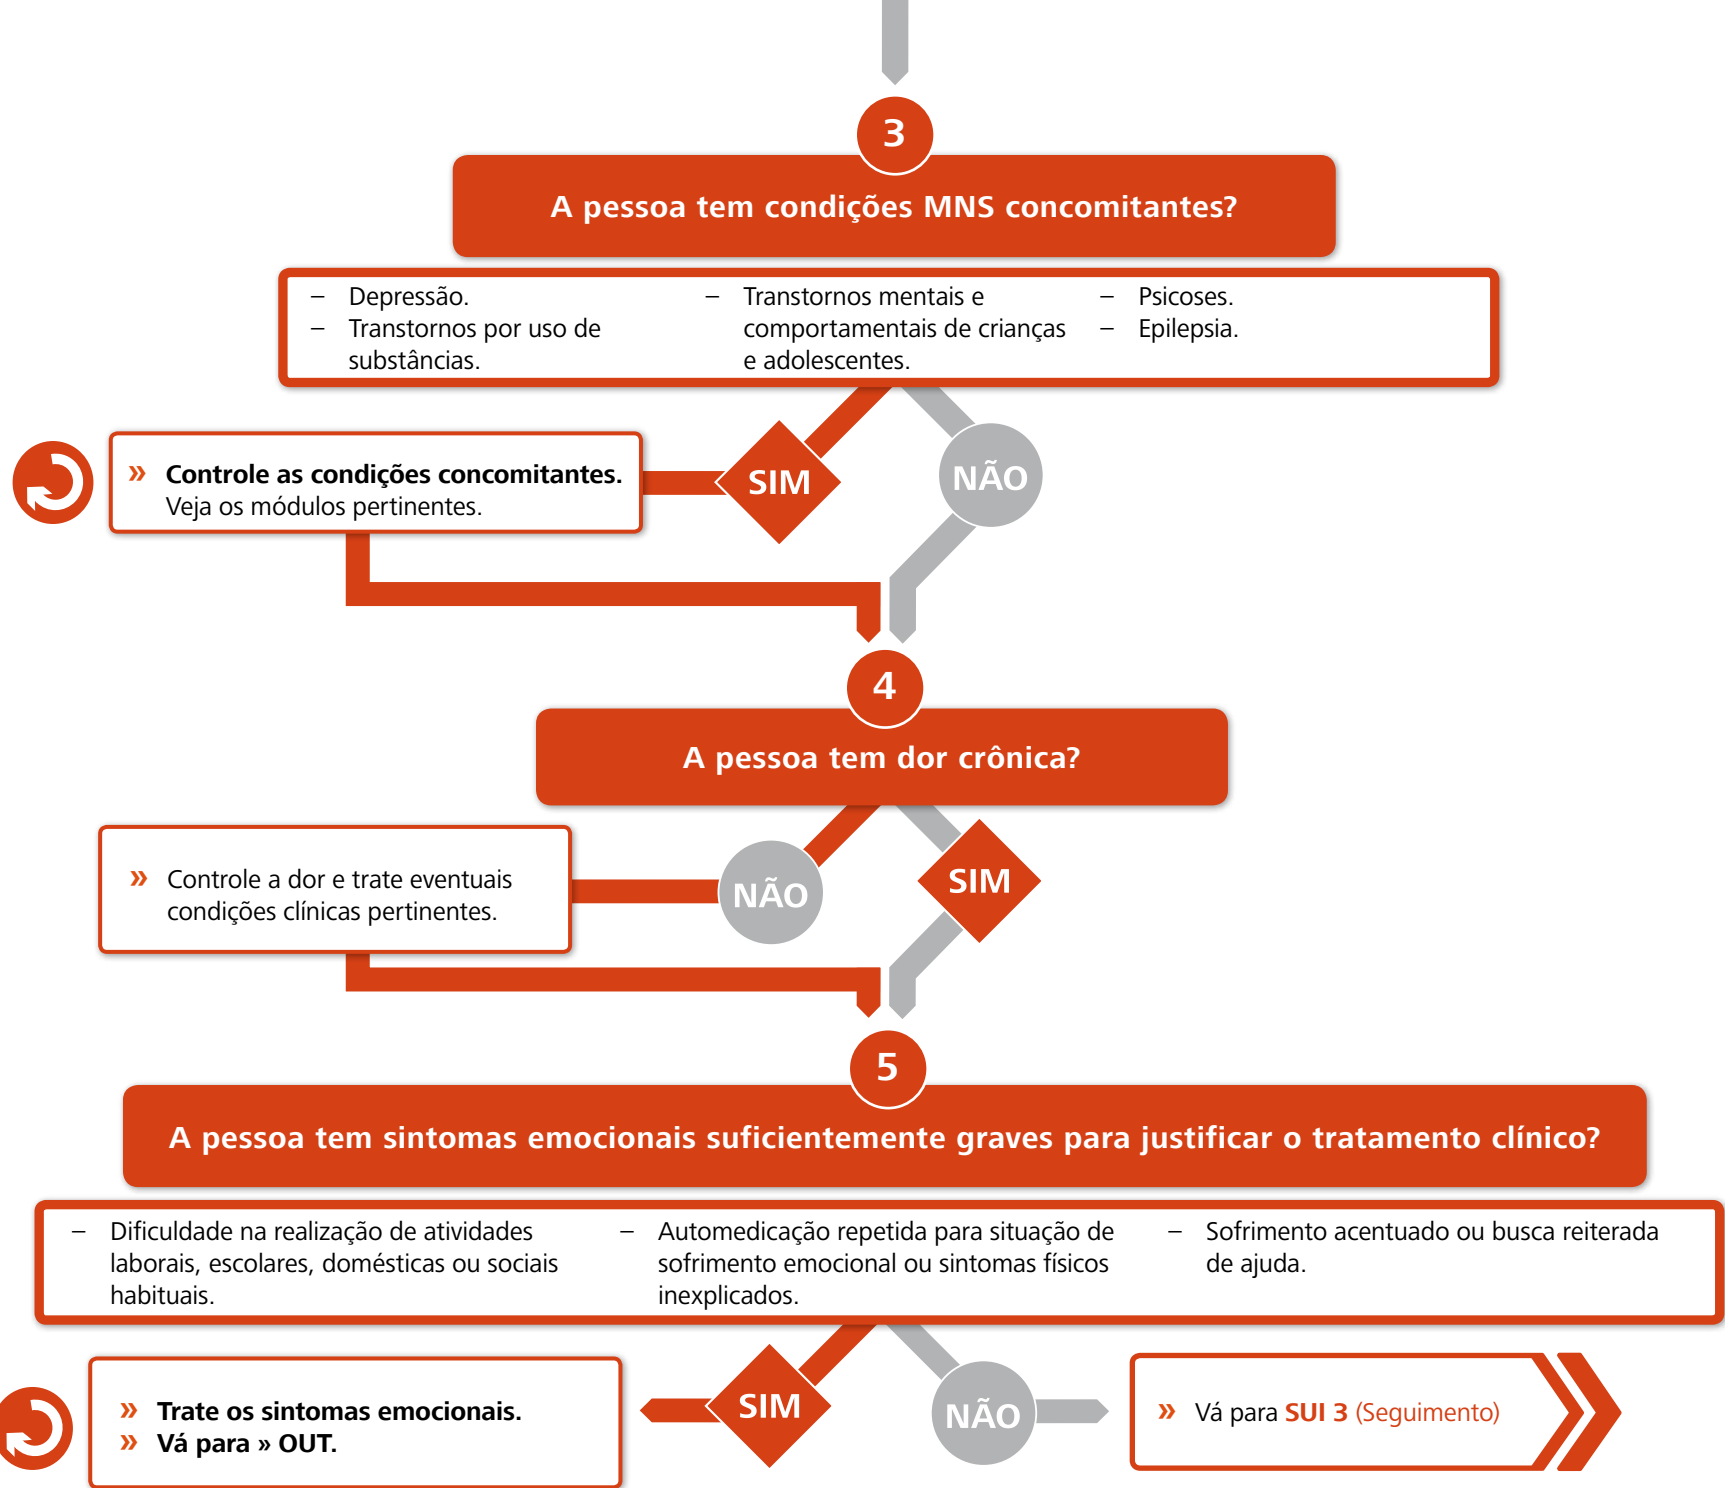 3
A pessoa tem condições MNS concomitantes?
– Depressão.
– Transtornos por uso de
substâncias.
– Transtornos mentais e
comportamentais de crianças
e adolescentes.
– Psicoses.
– Epilepsia.
SIM
NÃO
» Controle as condições concomitantes.
Veja os módulos pertinentes.
4
A pessoa tem dor crônica?
NÃO
SIM
» Controle a dor e trate eventuais
condições clínicas pertinentes.
5
A pessoa tem sintomas emocionais suficientemente graves para justificar o tratamento clínico?
– Dificuldade na realização de atividades
laborais, escolares, domésticas ou sociais
habituais.
– Automedicação repetida para situação de
sofrimento emocional ou sintomas físicos
inexplicados.
– Sofrimento acentuado ou busca reiterada
de ajuda.
SIM
NÃO
» Trate os sintomas emocionais.
» Vá para » OUT.
» Vá para SUI 3 (Seguimento)